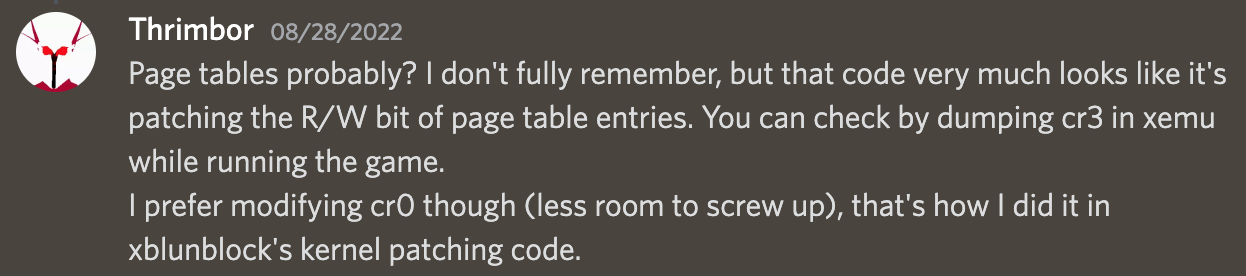 Thrimbor 08/28/2022
Page tables probably? I don't fully remember, but that code very much looks like it's
patching the R/W bit of page table entries. You can check by dumping cr3 in xemu
while running the game.
I prefer modifying cr0 though (less room to screw up), that's how I did it in
xblunblock's kernel patching code.